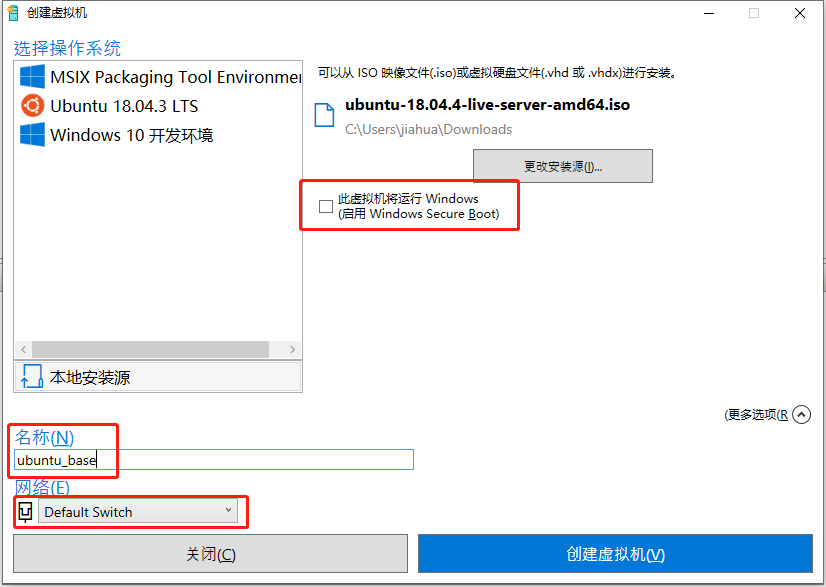 创建虚拟机
选择操作系统
MSIX Packaging Tool Environmen
Ubuntu 18.04.3 LTS
Windows 10 开发环境
本地安装源
可以从 ISO 映像文件(.iso)或虚拟硬盘文件(.vhd 或 .vhdx)进行安装。
ubuntu-18.04.4-live-server-amd64.iso
C:\Users\jiahua\Downloads
更改安装源(I)...
此虚拟机将运行 Windows
(启用 Windows Secure Boot)
(更多选项(R
名称(N)
ubuntu_base
网络(E)
Default Switch
关闭(C)
创建虚拟机(V)